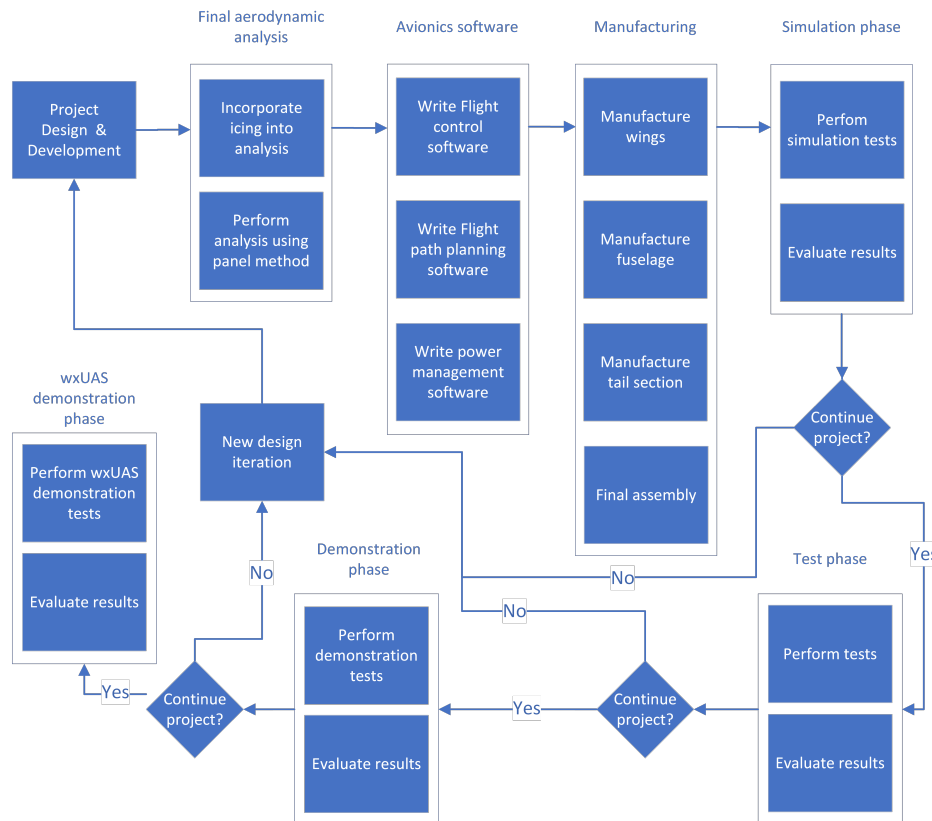 Final aerodynamic
analysis
Avionics software
Manufacturing
Simulation phase
Project
Design &
Development
Incorporate
icing into
analysis
Perform
analysis using
panel method
Write Flight
control
software
Write Flight
path planning
software
Write power
management
software
Manufacture
wings
Manufacture
fuselage
Manufacture
tail section
Final assembly
Perfom
simulation tests
Evaluate results
Continue
project?
Yes
No
Test phase
Perform tests
Evaluate results
Continue
project?
No
Yes
Demonstration
phase
Perform
demonstration
tests
Evaluate results
Continue
project?
No
Yes
New design
iteration
wxUAS
demonstration
phase
Perform wxUAS
demonstration
tests
Evaluate results